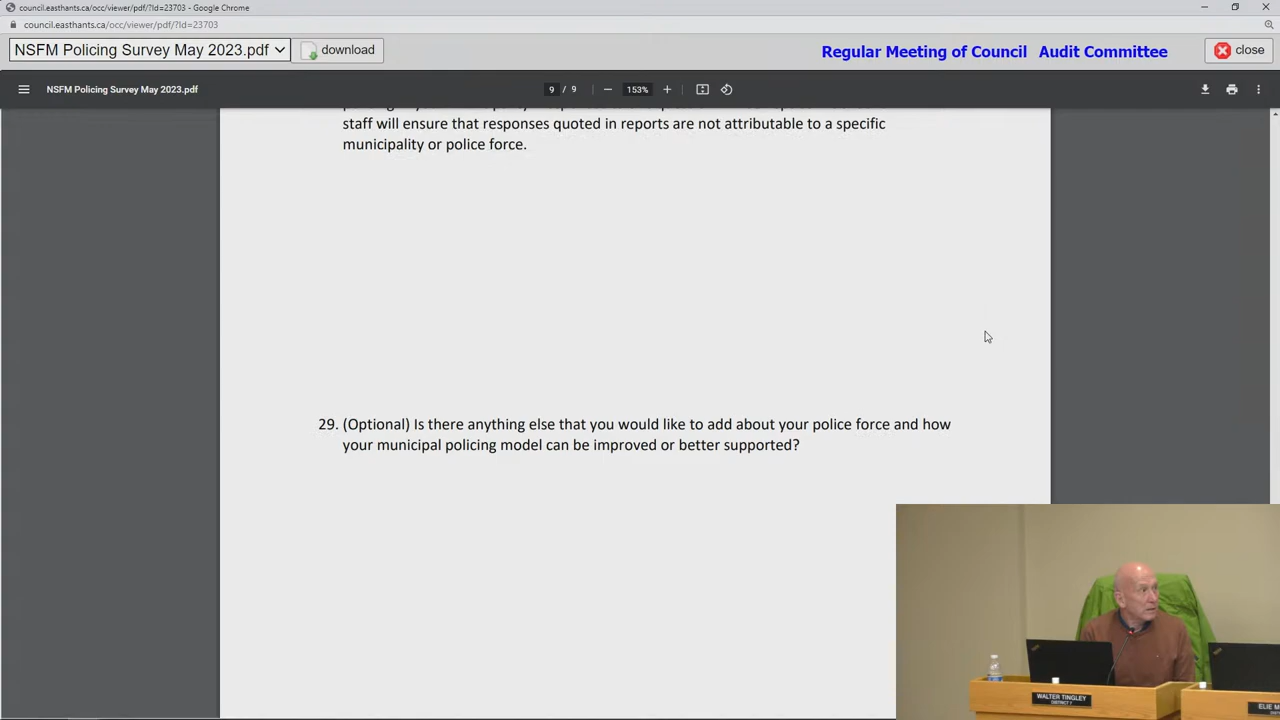 council.easthants.ca/occ/viewer/pdf/?Id=23703 - Google Chrome
council.easthants.ca/occ/viewer/pdf/?Id=23703
NSFM Policing Survey May 2023.pdf download Regular Meeting of Council Audit Committee close
NSFM Policing Survey May 2023.pdf 9 / 9 153%
staff will ensure that responses quoted in reports are not attributable to a specific
municipality or police force.
29. (Optional) Is there anything else that you would like to add about your police force and how
your municipal policing model can be improved or better supported?
WALTER TINGLEY
DISTRICT 7
ELIE M